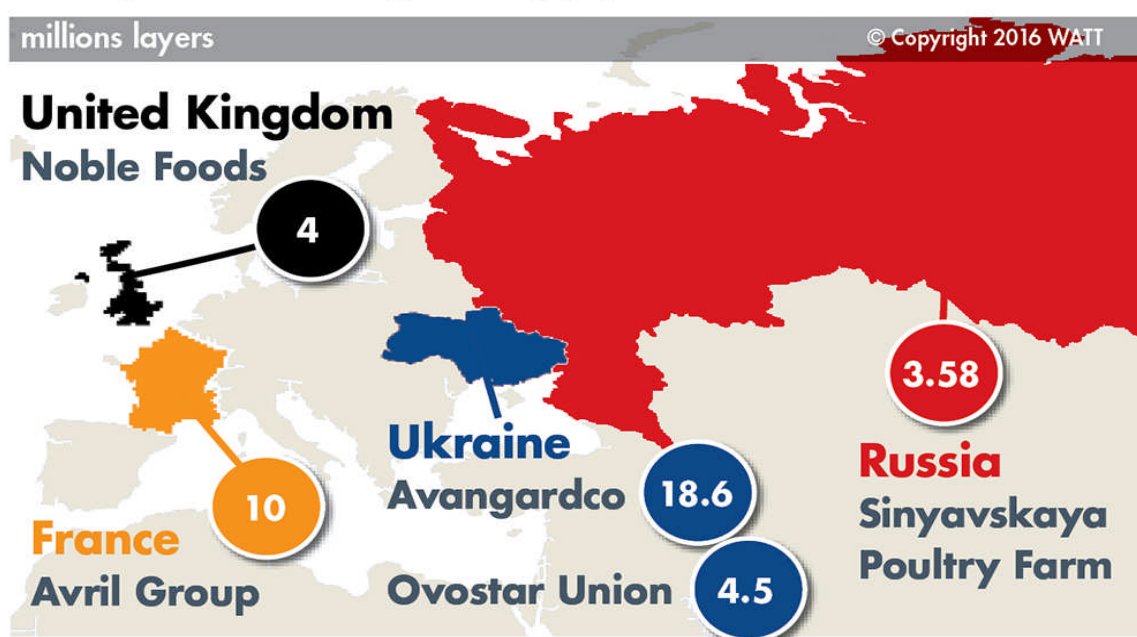 millions layers
© Copyright 2016 WATT
United Kingdom
Noble Foods
4
3.58
Ukraine
Avangardco
18.6
Russia
Sinyavskaya
Poultry Farm
10
France
Avril Group
Ovostar Union
4.5